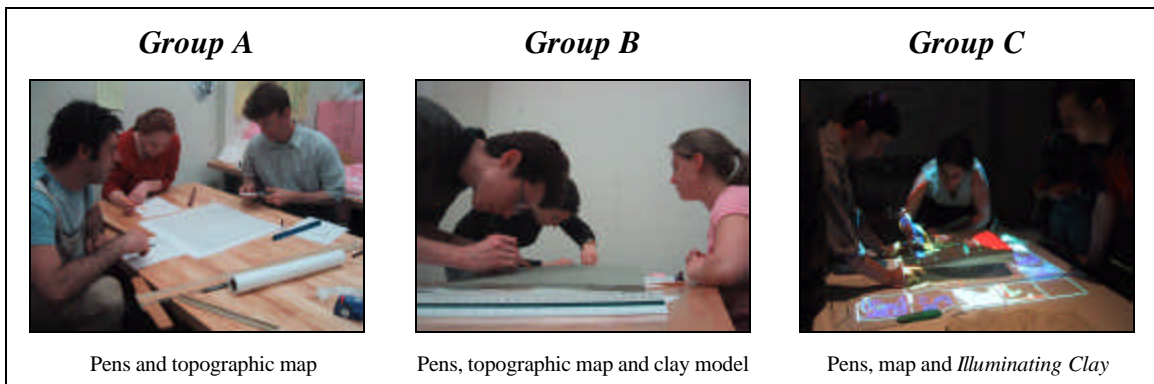 Group A
Group B
Group C
Pens and topographic map
Pens, topographic map and clay model
Pens, map and Illuminating Clay